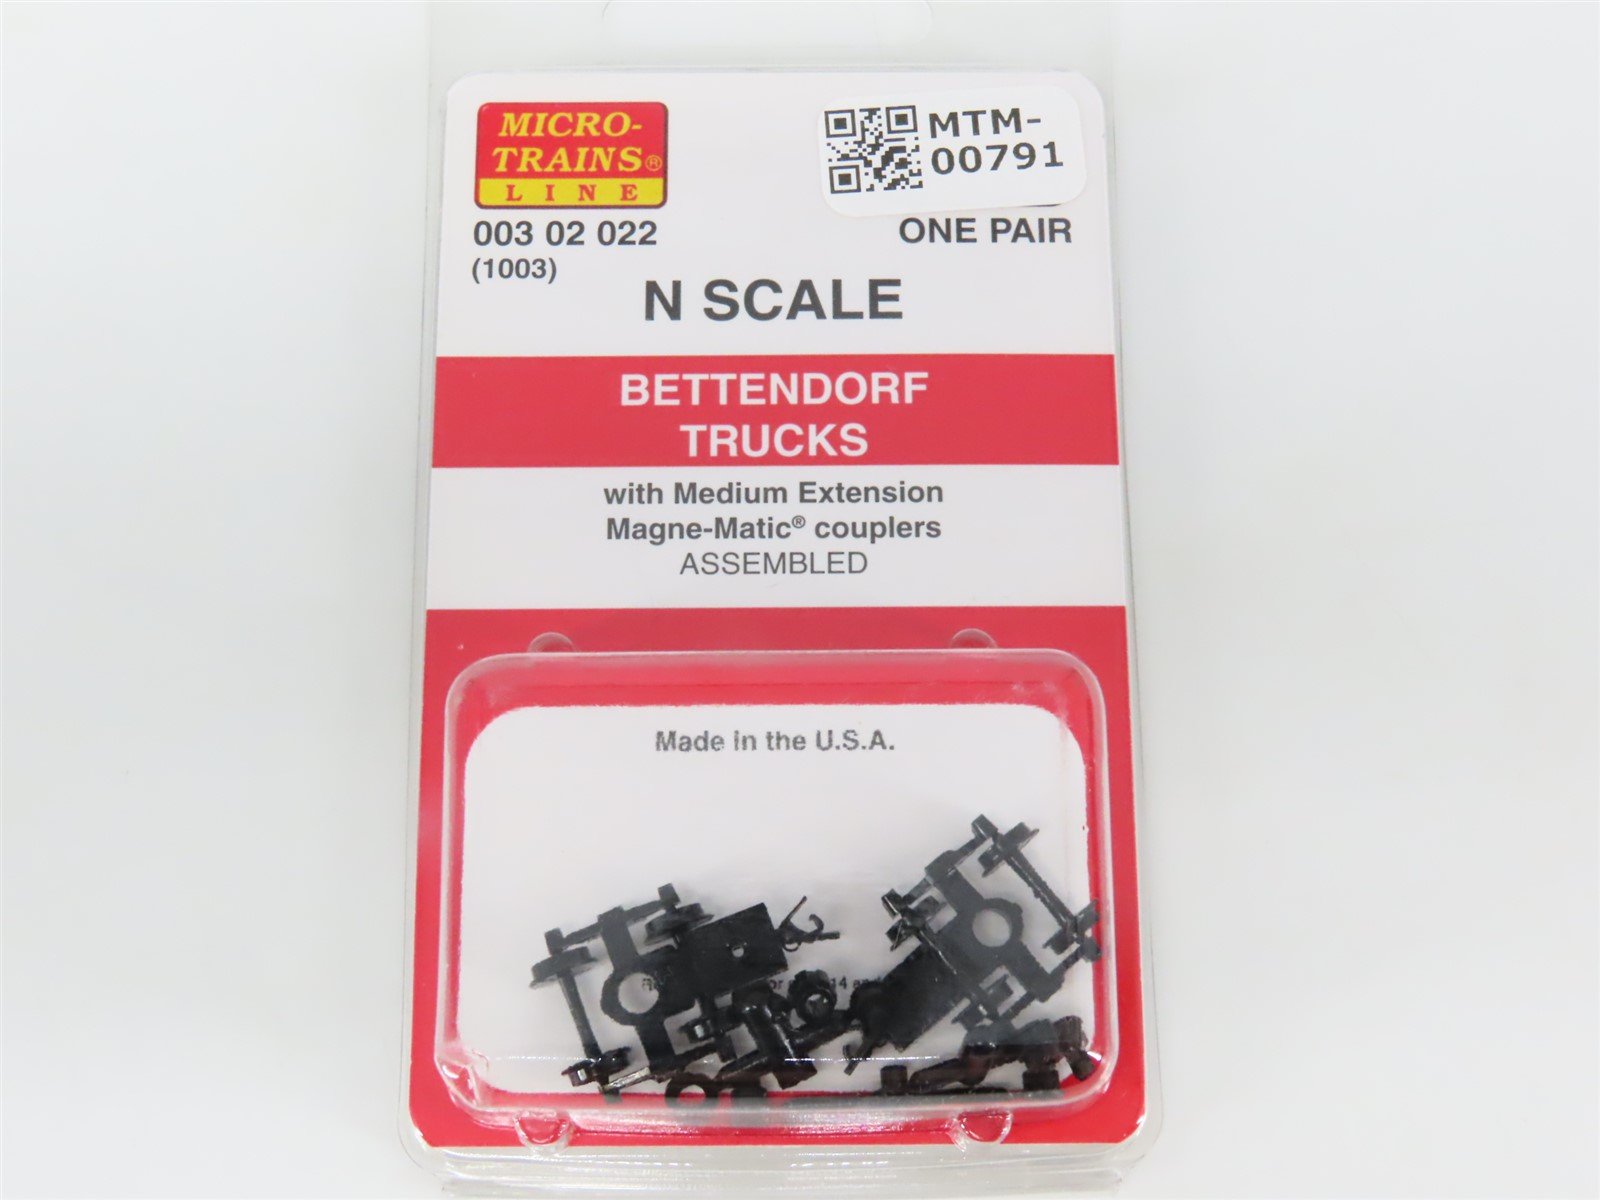 MICRO-
TRAINS®
LINE
MTM-
00791
003 02 022
(1003)
ONE PAIR
N SCALE
BETTENDORF
TRUCKS
with Medium Extension
Magne-Matic® couplers
ASSEMBLED
Made in the U.S.A.